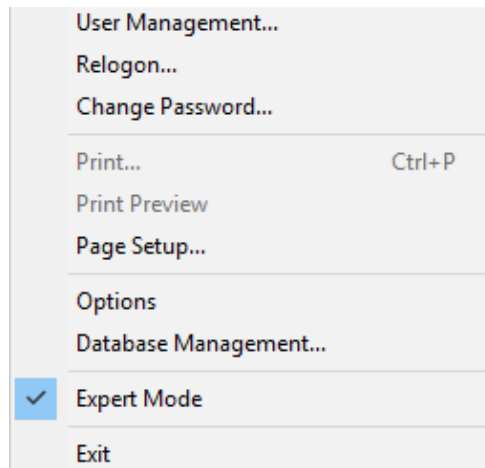 User Management...
Relogon...
Change Password...
Print... Ctrl+P
Print Preview
Page Setup...
Options
Database Management...
Expert Mode
Exit